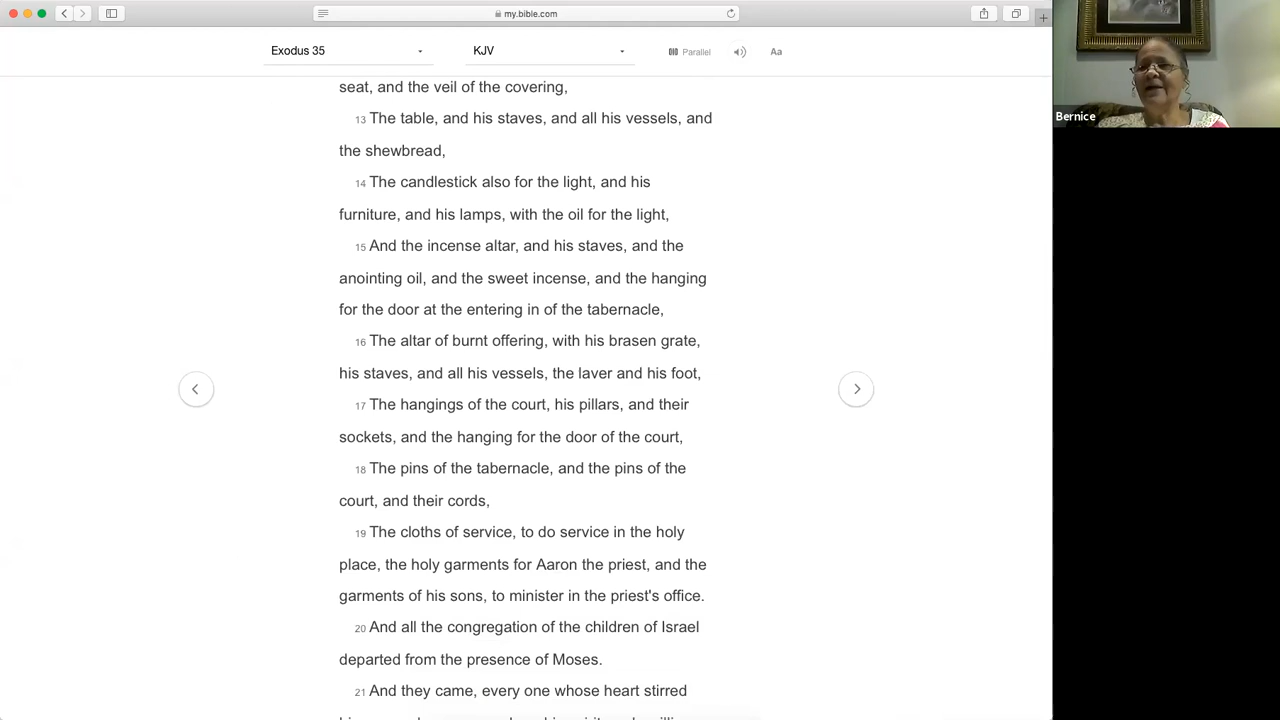 my.bible.com
Exodus 35
KJV
Parallel
Aa
seat, and the veil of the covering,
13 The table, and his staves, and all his vessels, and
the shewbread,
14 The candlestick also for the light, and his
furniture, and his lamps, with the oil for the light,
15 And the incense altar, and his staves, and the
anointing oil, and the sweet incense, and the hanging
for the door at the entering in of the tabernacle,
16 The altar of burnt offering, with his brasen grate,
his staves, and all his vessels, the laver and his foot,
17 The hangings of the court, his pillars, and their
sockets, and the hanging for the door of the court,
18 The pins of the tabernacle, and the pins of the
court, and their cords,
19 The cloths of service, to do service in the holy
place, the holy garments for Aaron the priest, and the
garments of his sons, to minister in the priest's office.
20 And all the congregation of the children of Israel
departed from the presence of Moses.
21 And they came, every one whose heart stirred
Bernice